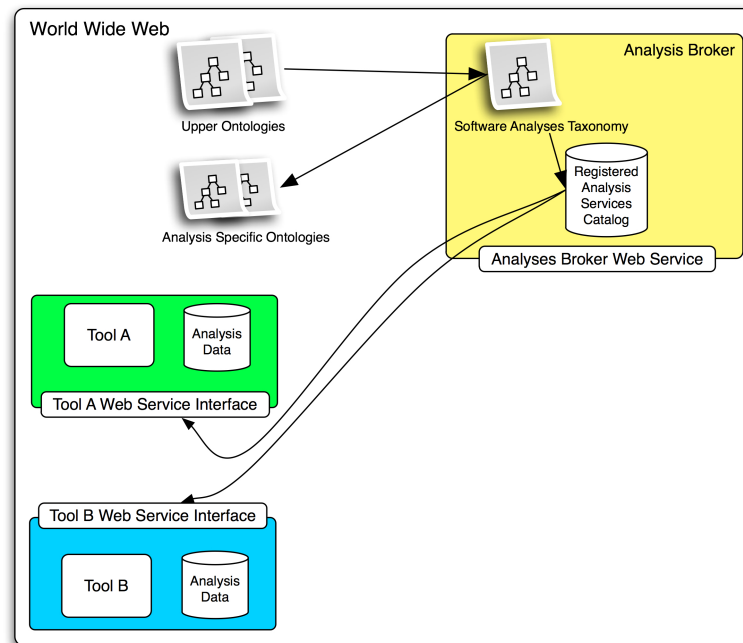 World Wide Web
Analysis Broker
Upper Ontologies
Software Analyses Taxonomy
Registered
Analysis
Services
Catalog
Analysis Specific Ontologies
Analyses Broker Web Service
Tool A
Analysis
Data
Tool A Web Service Interface
Tool B Web Service Interface
Tool B
Analysis
Data